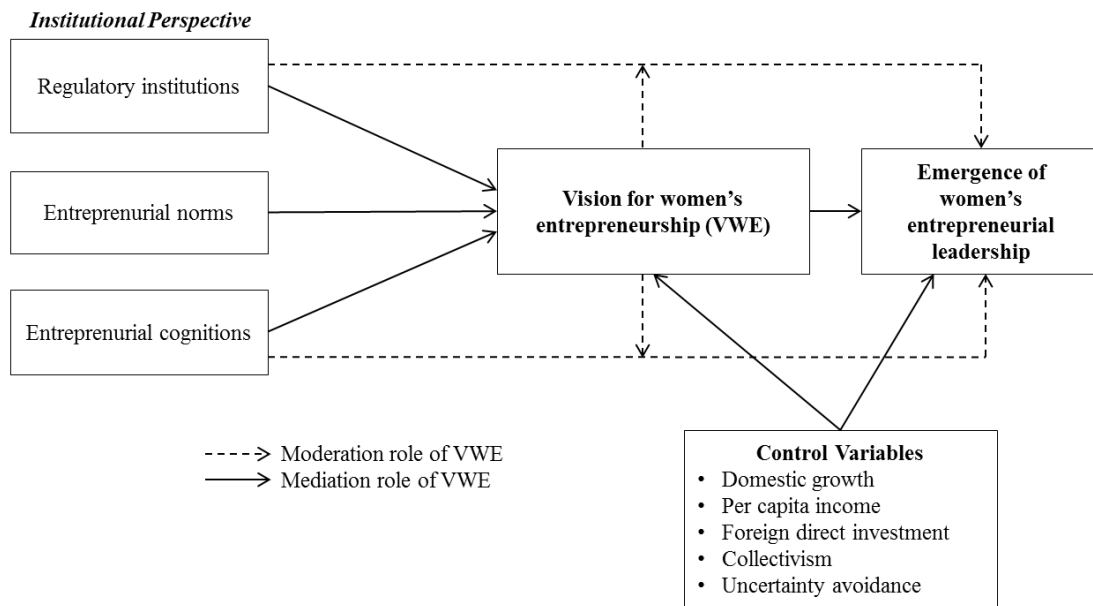 Institutional Perspective
Regulatory institutions
Entreprenurial norms
Entreprenurial cognitions
Vision for women’s
entrepreneurship (VWE)
Emergence of
women’s
entrepreneurial
leadership
Moderation role of VWE
Mediation role of VWE
Control Variables
• Domestic growth
• Per capita income
• Foreign direct investment
• Collectivism
• Uncertainty avoidance